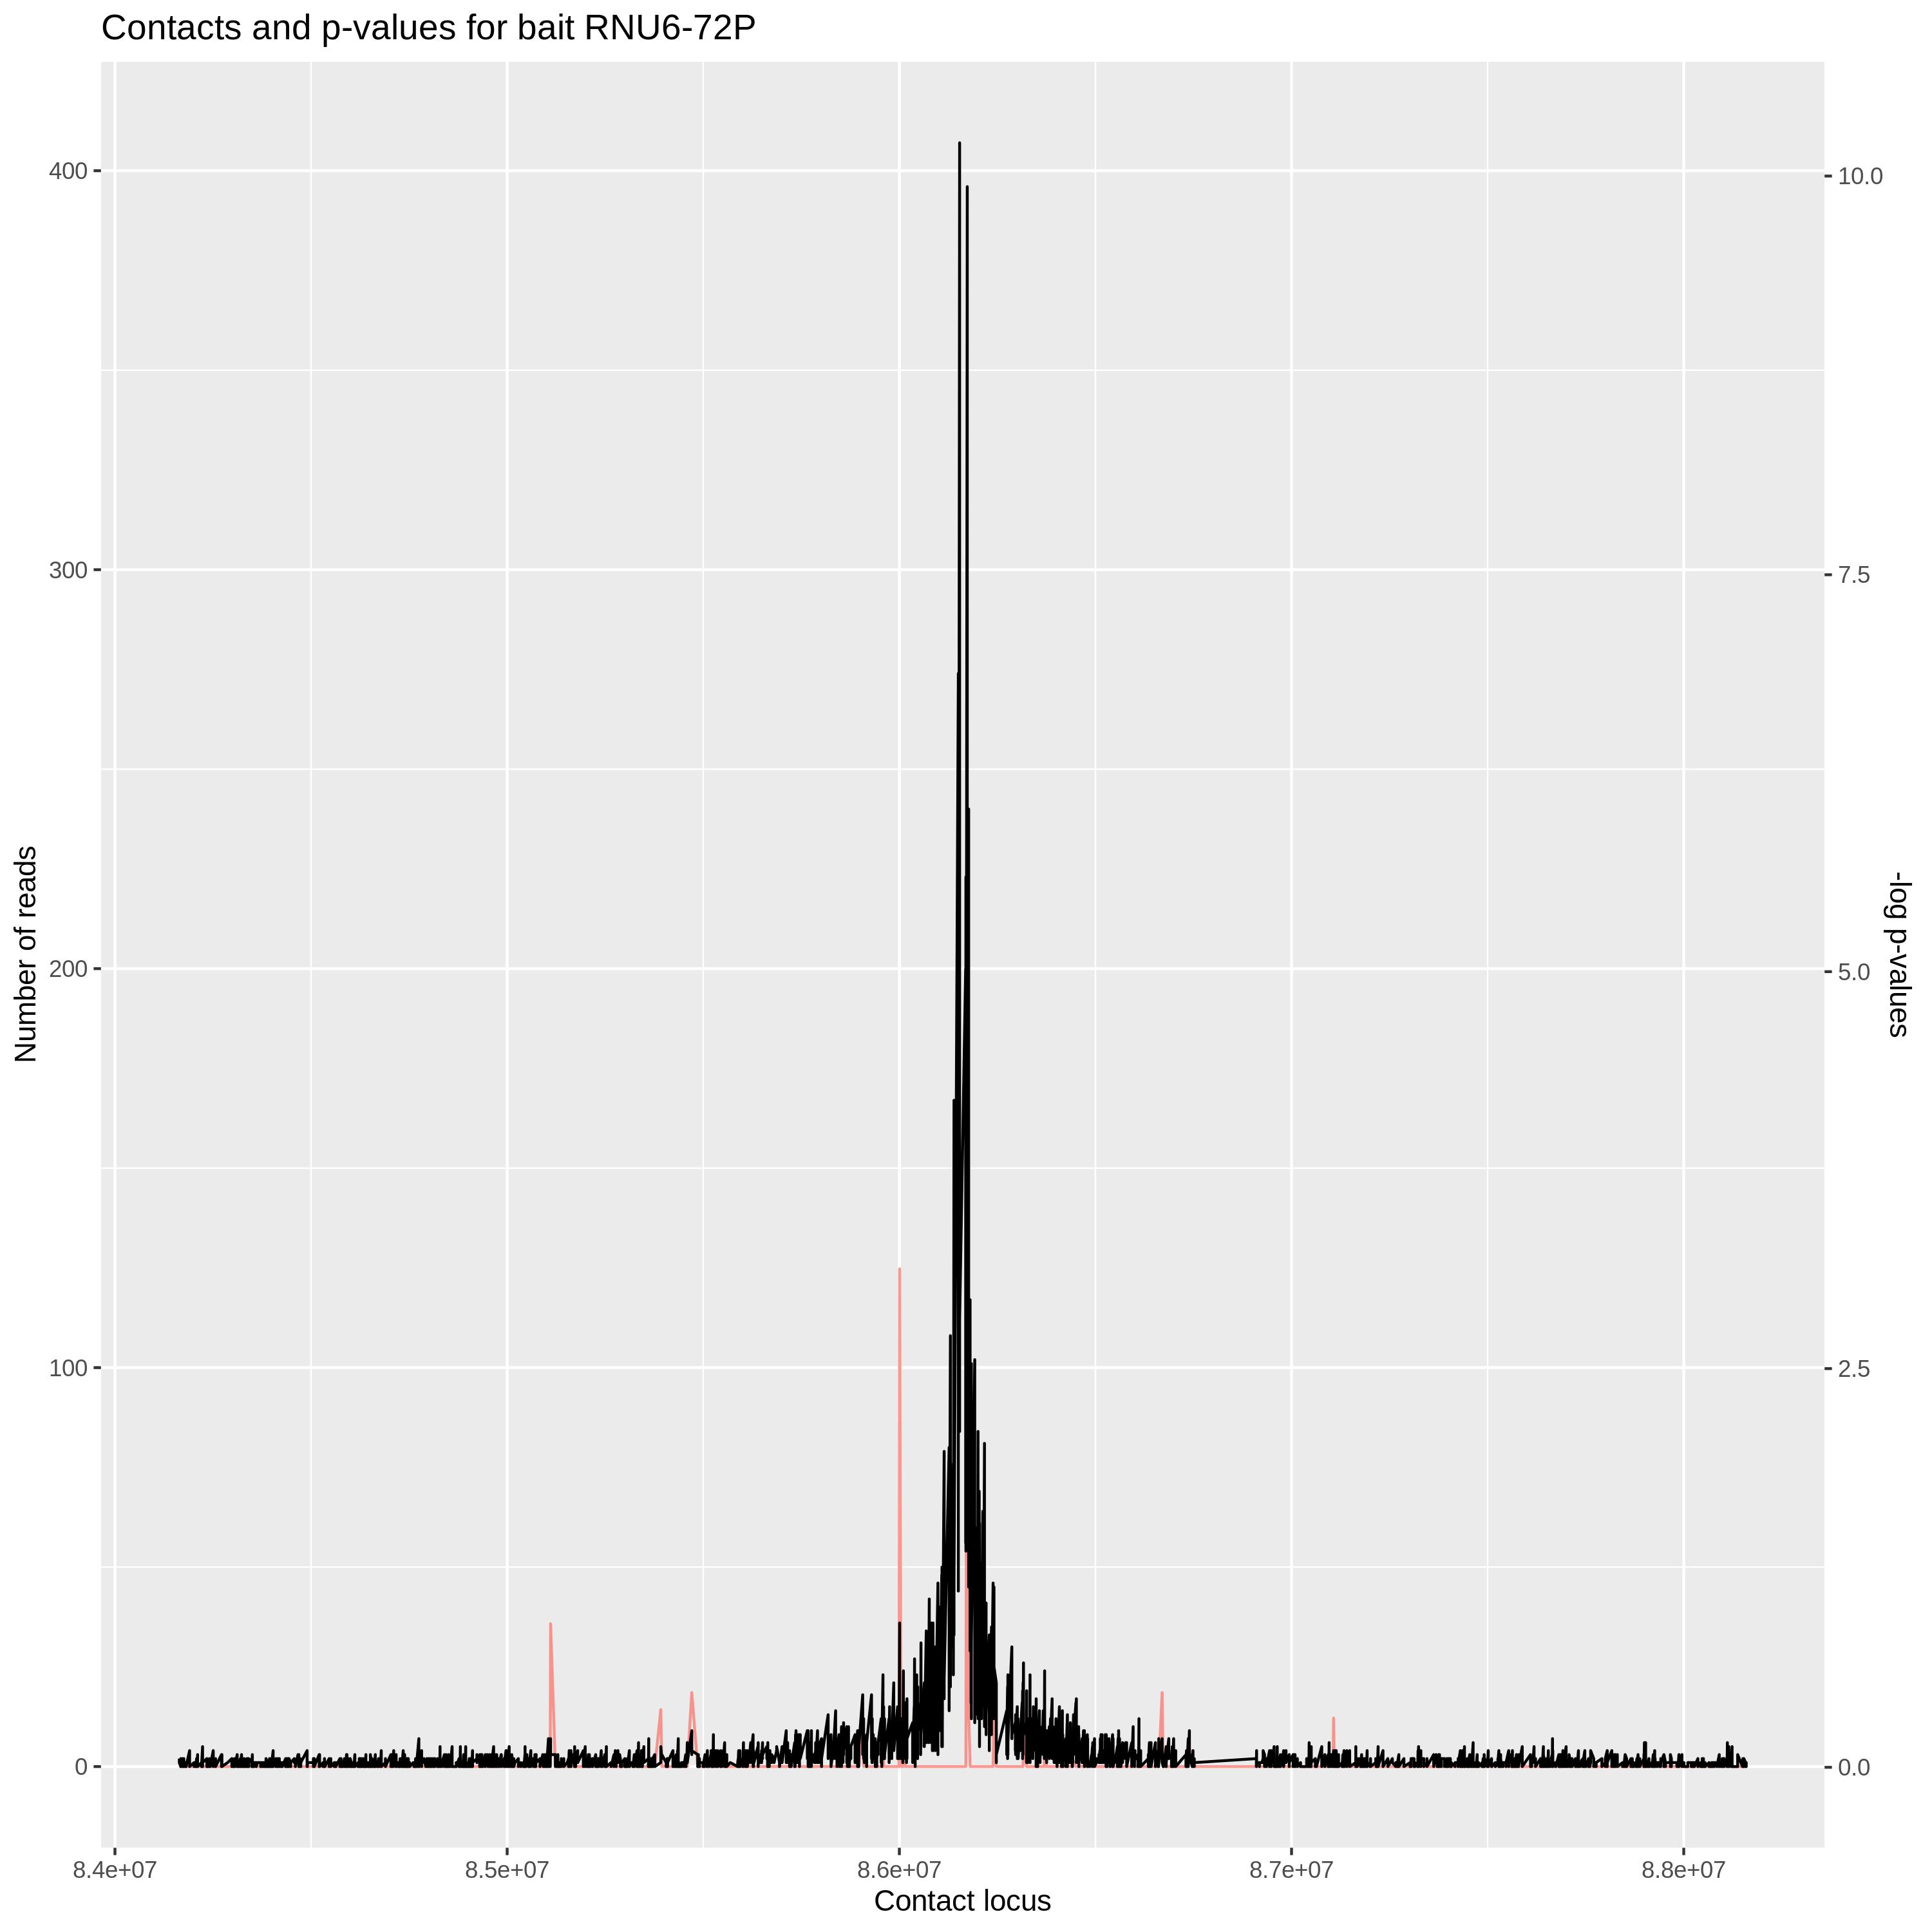 Contacts and p-values for bait RNU6-72P
400
300
200
100
0
Number of reads
10.0
7.5
5.0
2.5
0.0
-log p-values
8.4e+07
8.5e+07
8.6e+07
8.7e+07
8.8e+07
Contact locus